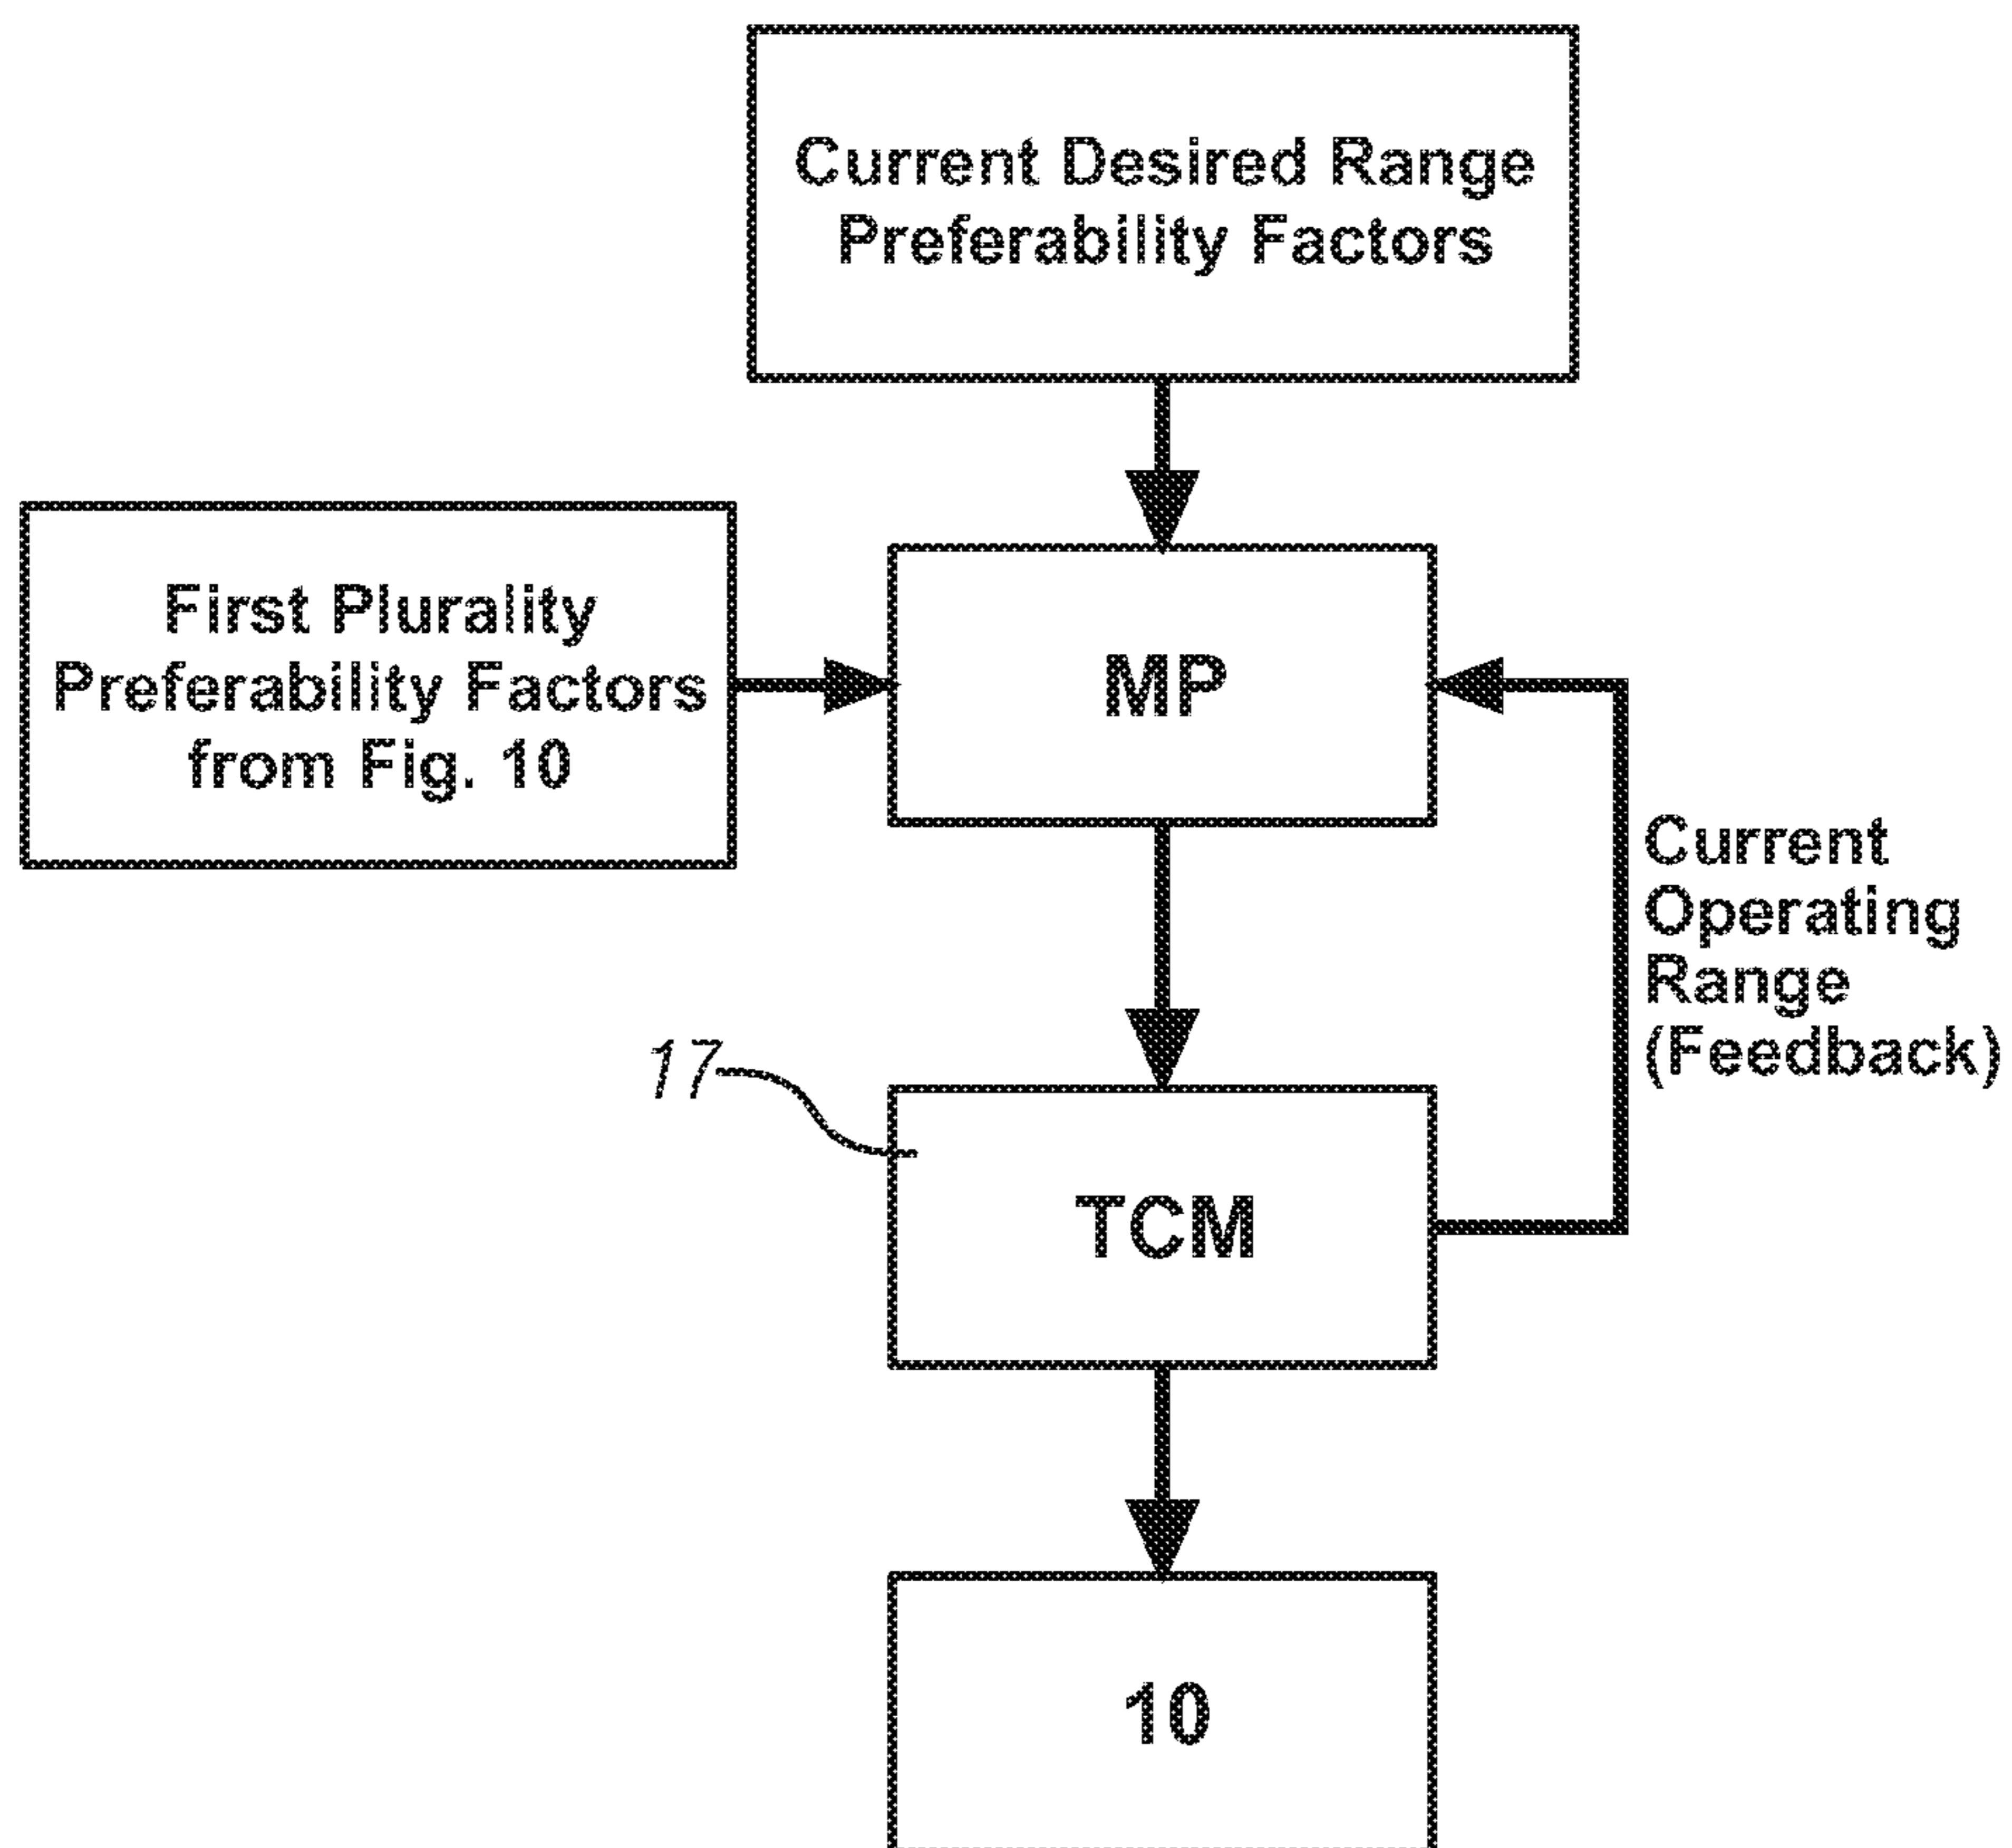 Current Desired Range
Preferability Factors
First Plurality
Preferability Factors
from Fig. 10
MP
Current
Operating
Range
(Feedback)
17
TCM
10